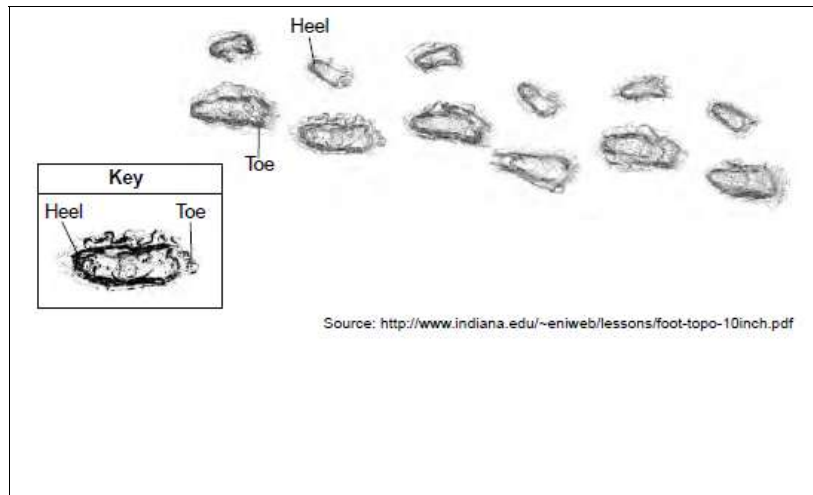 Heel
Toe
Key
Heel Toe
Source: http://www.indiana.edu/~eniweb/lessons/foot-topo-10inch.pdf